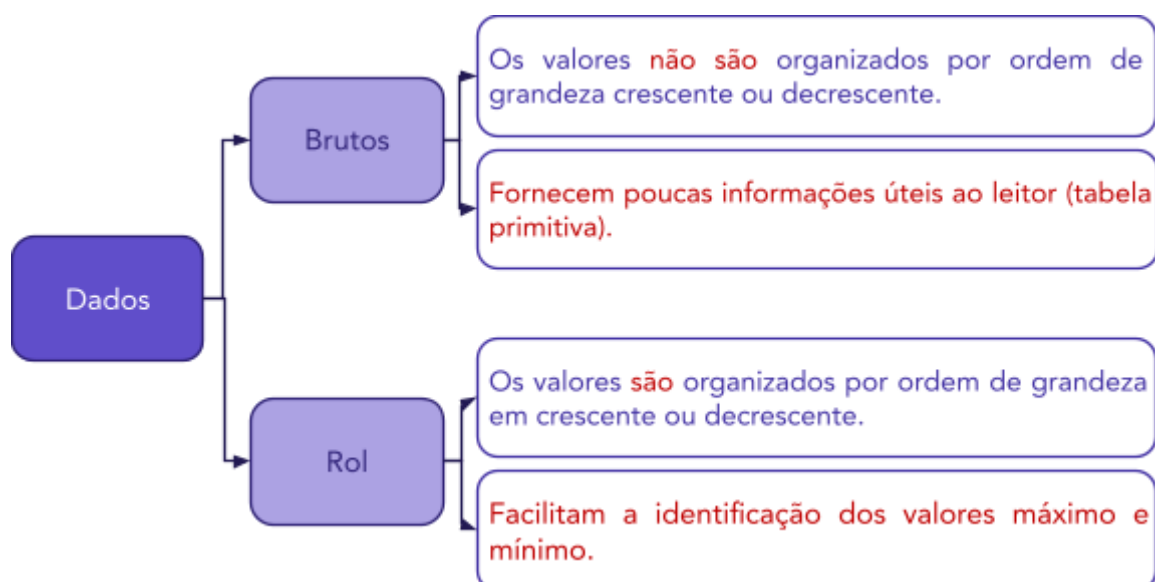 Os valores não são organizados por ordem de
grandeza crescente ou decrescente.
Brutos
Fornecem poucas informações úteis ao leitor (tabela
primitiva).
Dados
Os valores são organizados por ordem de grandeza
em crescente ou decrescente.
Rol
Facilitam a identificação dos valores máximo e
mínimo.